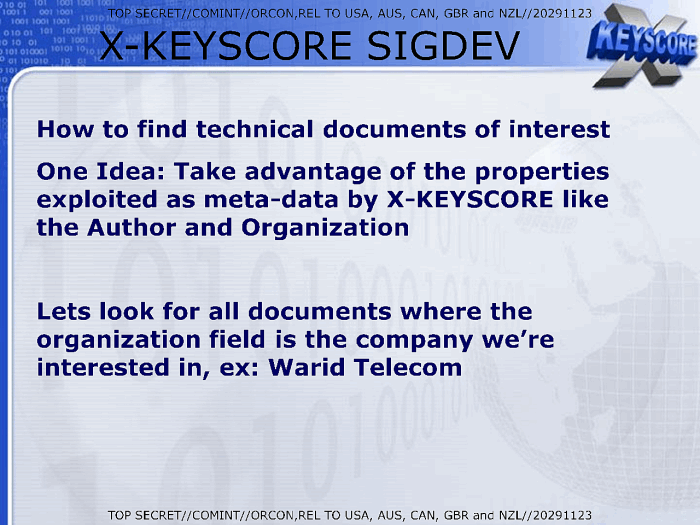 TOP SECRET//COMINT//ORCON,REL TO USA, AUS, CAN, GBR and NZL//20291123
X-KEYSCORE SIGDEV
X KEYSCORE
How to find technical documents of interest
One Idea: Take advantage of the properties
exploited as meta-data by X-KEYSCORE like
the Author and Organization
Lets look for all documents where the
organization field is the company we're
interested in, ex: Warid Telecom
TOP SECRET//COMINT//ORCON,REL TO USA, AUS, CAN, GBR and NZL//20291123